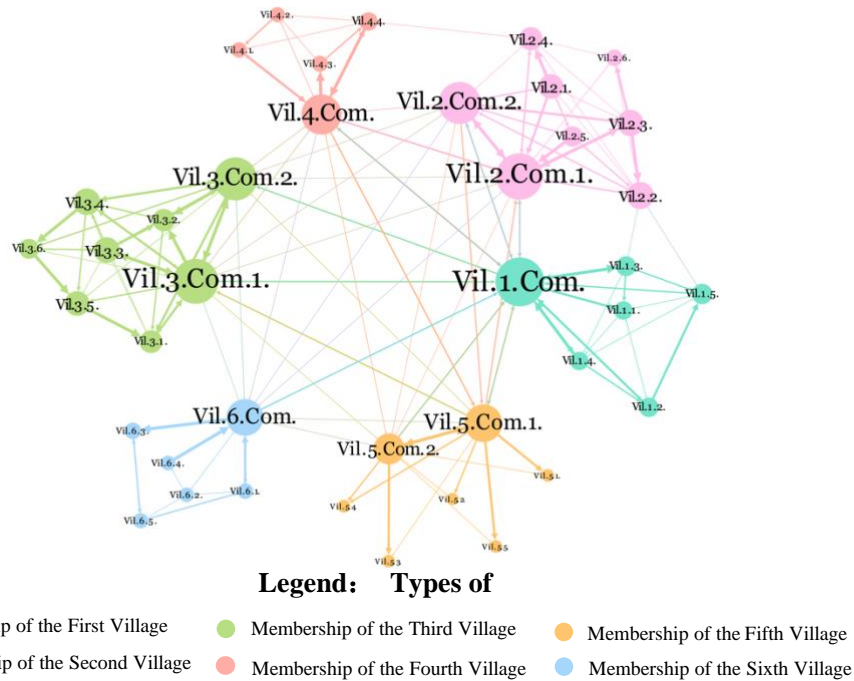 Vil.4.2.
Vil.4.4.
Vil.4.1.
Vil.4.3.
Vil.4.Com.
Vil.2.4.
Vil.2.6.
Vil.2.1.
Vil.2.Com.2.
Vil.2.3.
Vil.2.5.
Vil.2.Com.1.
Vil.2.2.
Vil.3.Com.2.
Vil.3.4.
Vil.3.2.
Vil.3.6.
Vil.3.3.
Vil.3.Com.1.
Vil.3.5.
Vil.3.1.
Vil.1.Com.
Vil.1.3.
Vil.1.5.
Vil.1.1.
Vil.1.4.
Vil.1.2.
Vil.6.Com.
Vil.6.3.
Vil.6.4.
Vil.6.2.
Vil.6.1.
Vil.6.5.
Vil.5.Com.1.
Vil.5.Com.2.
Vil.5.1.
Vil.5.2
Vil.5.4
Vil.5.5
Vil.5.3
Legend： Types of
p of the First Village
Membership of the Third Village
Membership of the Fifth Village
ip of the Second Village
Membership of the Fourth Village
Membership of the Sixth Village